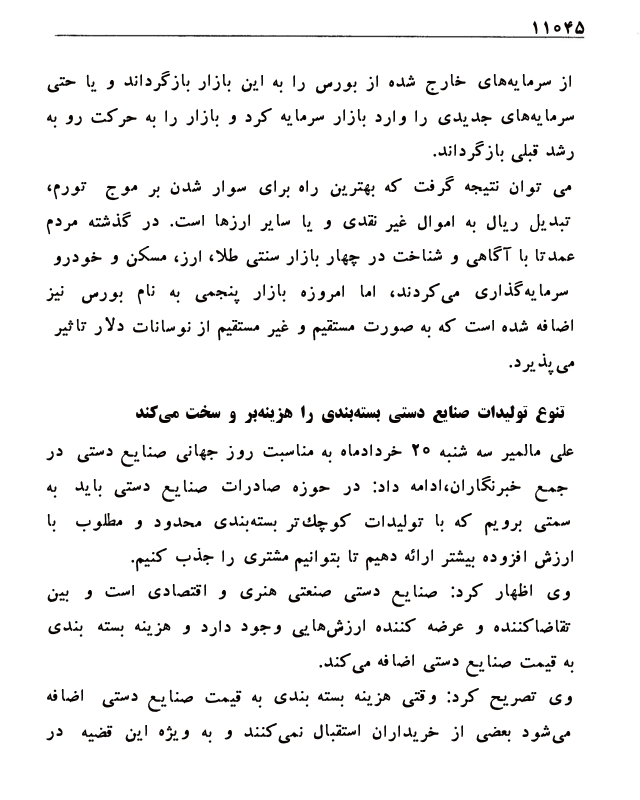 ۱۱۰۴۵
از سرمایه‌های خارج شده از بورس را به این بازار بازگرداند و یا حتی
سرمایه‌های جدیدی را وارد بازار سرمایه کرد و بازار را به حرکت رو به
رشد قبلی بازگرداند.
می توان نتیجه گرفت که بهترین راه برای سوار شدن بر موج تورم،
تبدیل ریال به اموال غیر نقدی و یا سایر ارزها است. در گذشته مردم
عمدتا با آگاهی و شناخت در چهار بازار سنتی طلا، ارز، مسکن و خودرو
سرمایه‌گذاری می‌کردند، اما امروزه بازار پنجمی به نام بورس نیز
اضافه شده است که به صورت مستقیم و غیر مستقیم از نوسانات دلار تاثیر
می‌پذیرد.
تنوع تولیدات صنایع دستی بسته‌بندی را هزینه‌بر و سخت می‌کند
علی مالمیر سه شنبه ۲۰ خردادماه به مناسبت روز جهانی صنایع دستی در
جمع خبرنگاران،ادامه داد: در حوزه صادرات صنایع دستی باید به
سمتی برویم که با تولیدات کوچک‌تر بسته‌بندی محدود و مطلوب با
ارزش افزوده بیشتر ارائه دهیم تا بتوانیم مشتری را جذب کنیم.
وی اظهار کرد: صنایع دستی صنعتی هنری و اقتصادی است و بین
تقاضاکننده و عرضه کننده ارزش‌هایی وجود دارد و هزینه بسته بندی
به قیمت صنایع دستی اضافه می‌کند.
وی تصریح کرد: وقتی هزینه بسته بندی به قیمت صنایع دستی اضافه
می‌شود بعضی از خریداران استقبال نمی‌کنند و به ویژه این قضیه در